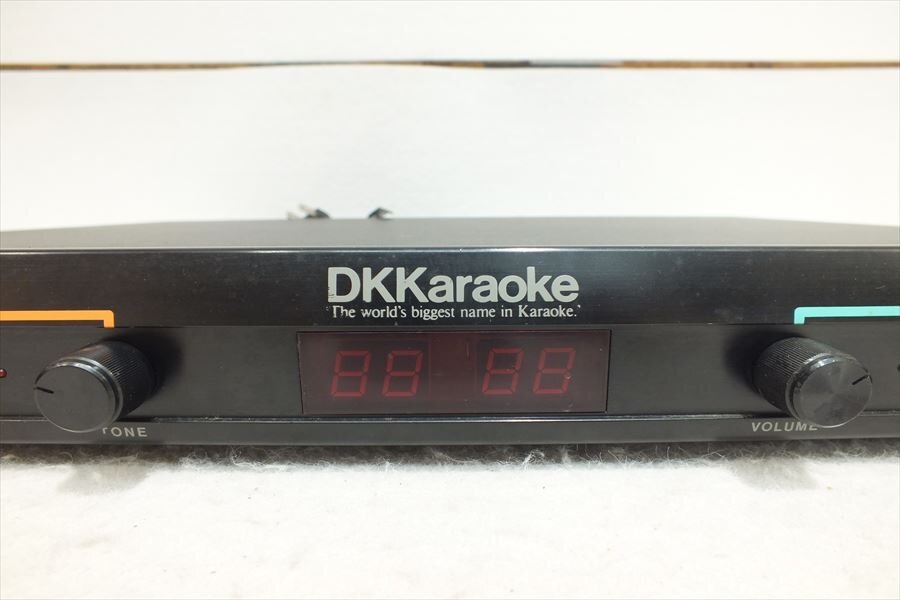 DKKaraoke
'The world's biggest name in Karaoke.'
88 88
TONE
VOLUME